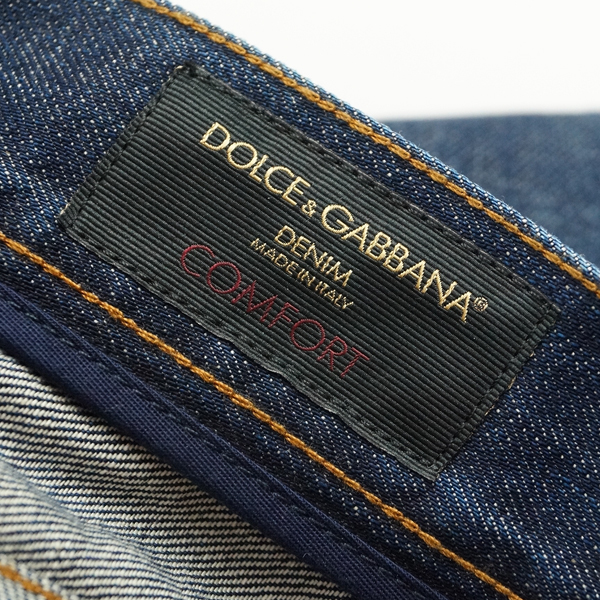 DOLCE & GABBANA®
DENIM
MADE IN ITALY
COMFORT